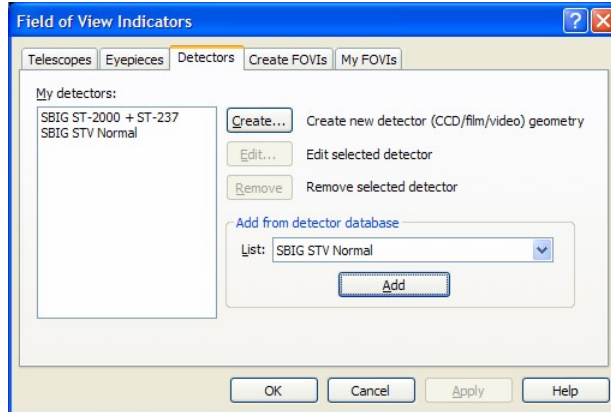 Field of View Indicators
Telescopes Eyepieces Detectors Create FOVIs My FOVIs
My detectors:
SBIG ST-2000 + ST-237
SBIG STV Normal
Create... Create new detector (CCD/film/video) geometry
Edit... Edit selected detector
Remove Remove selected detector
Add from detector database
List: SBIG STV Normal
Add
OK Cancel Apply Help